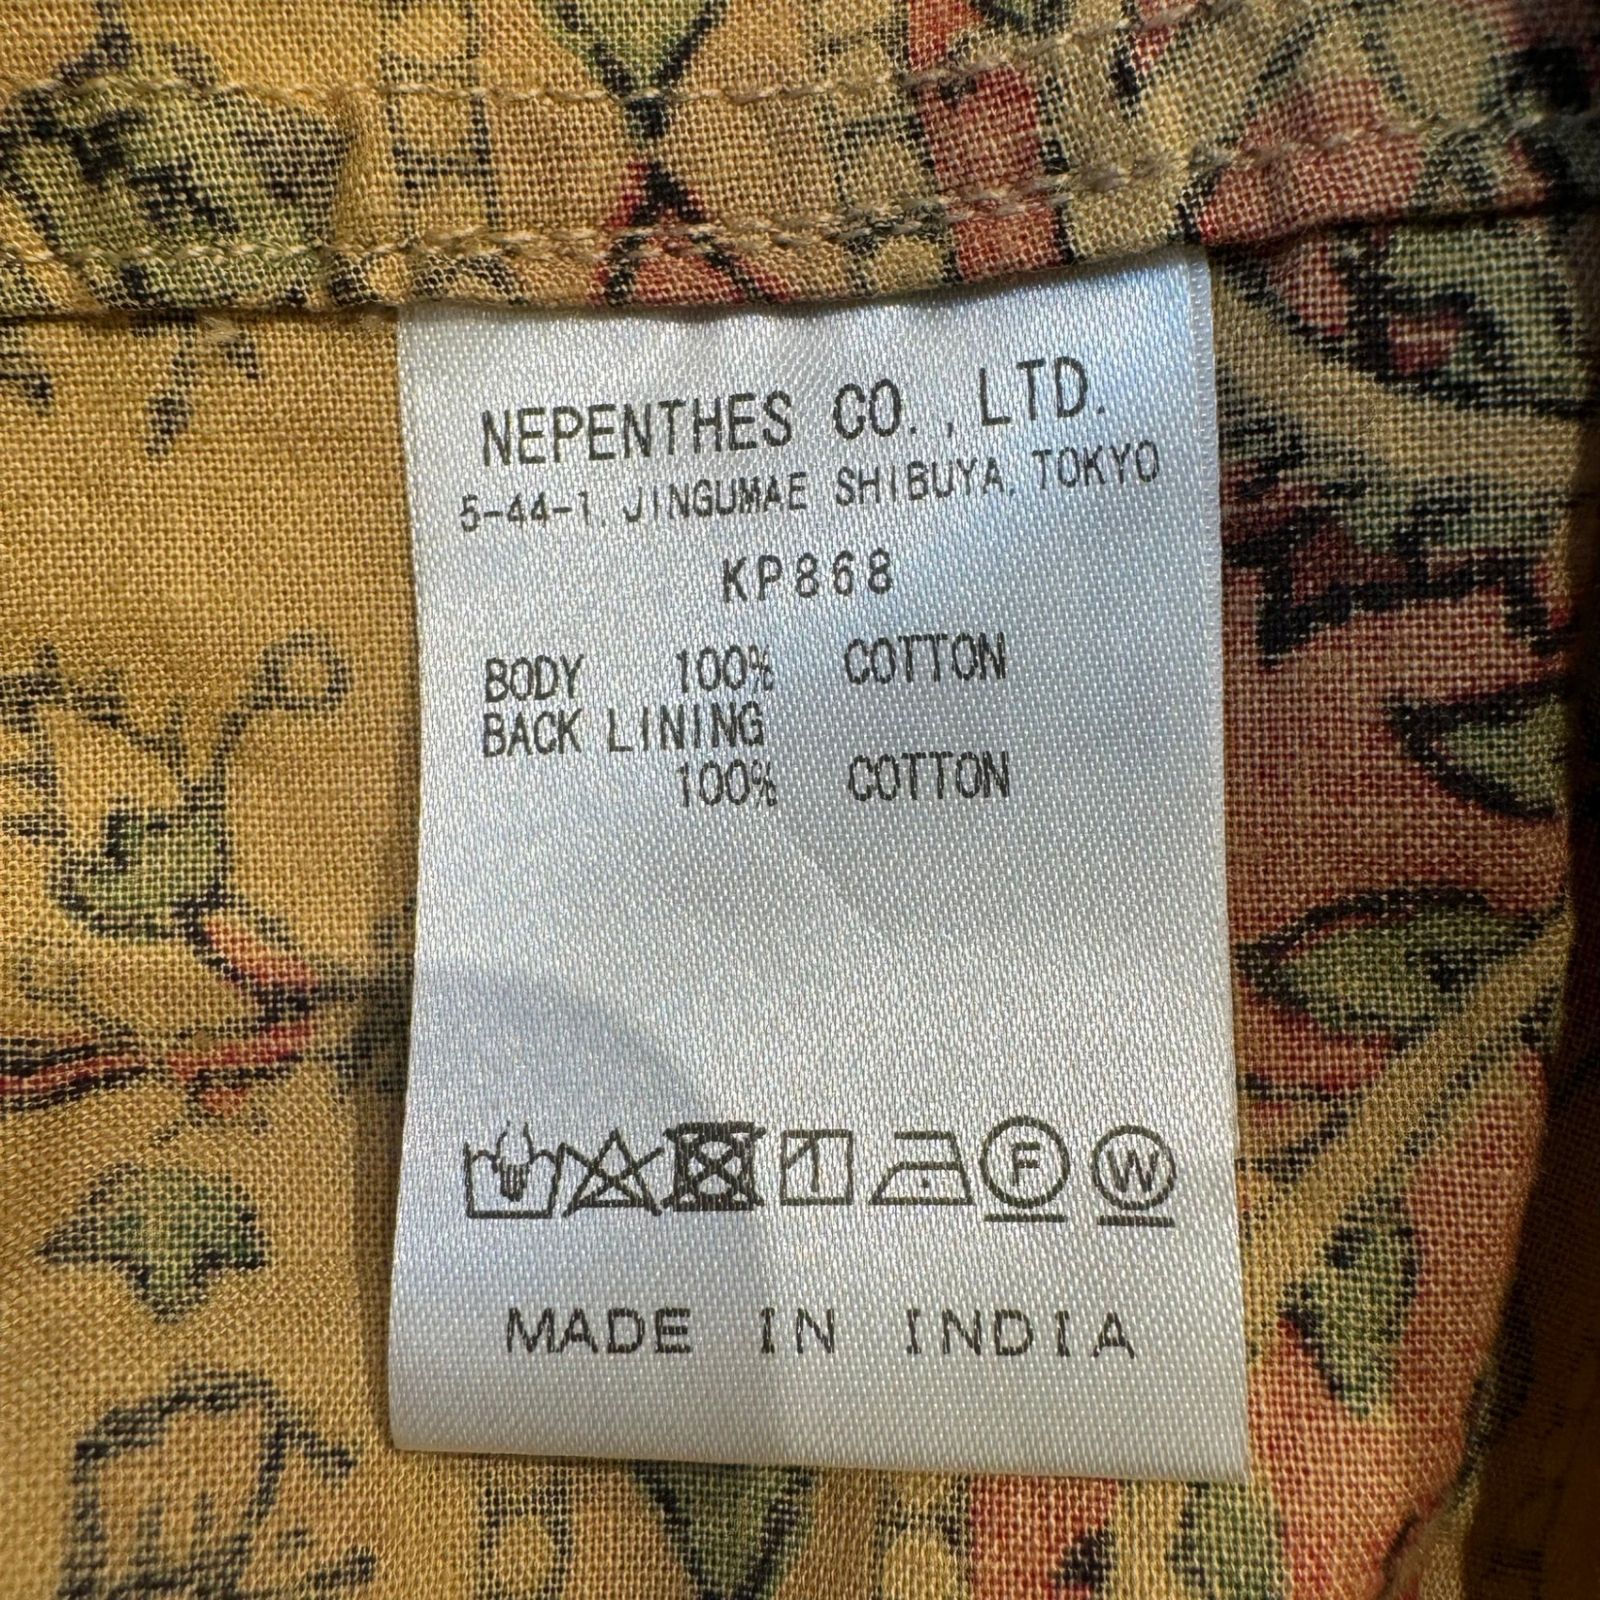 NEPENTHES CO., LTD.
5-44-1, JINGUMAE SHIBUYA, TOKYO
KP868
BODY 100% COTTON
BACK LINING
100% COTTON
F W
MADE IN INDIA